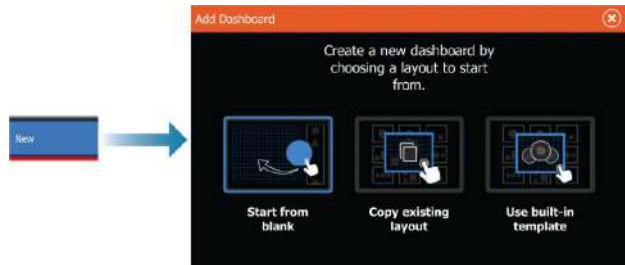 Add Dashboard
Create a new dashboard by
choosing a layout to start
from.
New
Start from
blank
Copy existing
layout
Use built-in
template